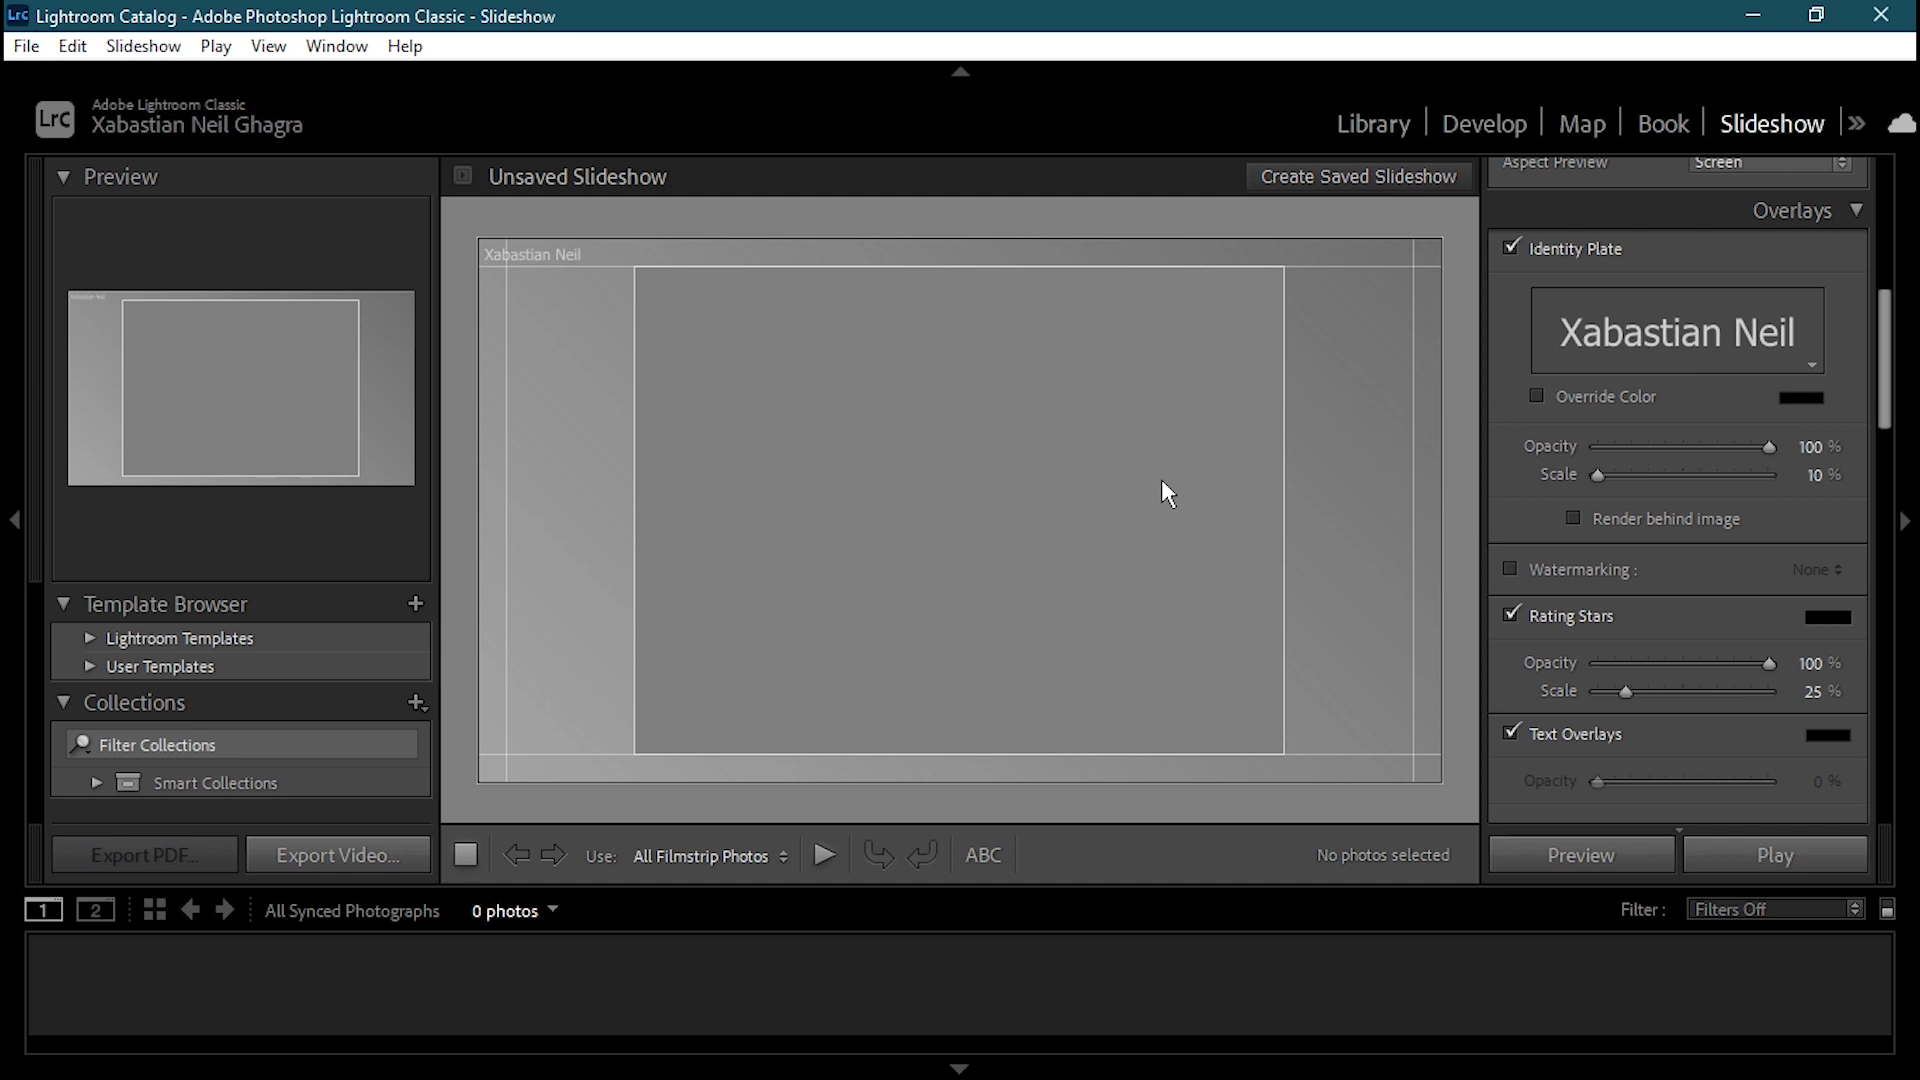 Lrc Lightroom Catalog - Adobe Photoshop Lightroom Classic - Slideshow
File Edit Slideshow Play View Window Help
LrC Adobe Lightroom Classic
Xabastian Neil Ghagra
Library Develop Map Book Slideshow
Preview
Unsaved Slideshow
Create Saved Slideshow
Aspect Preview Screen
Overlays
Xabastian Neil
Identity Plate
Xabastian Neil
Override Color
Opacity 100 %
Scale 10 %
Render behind image
Watermarking : None
Rating Stars
Opacity 100 %
Scale 25 %
Text Overlays
Opacity 0 %
Template Browser
Lightroom Templates
User Templates
Collections
Filter Collections
Smart Collections
Export PDF...
Export Video...
Use: All Filmstrip Photos
ABC
No photos selected
Preview
Play
1 2 All Synced Photographs 0 photos
Filter : Filters Off